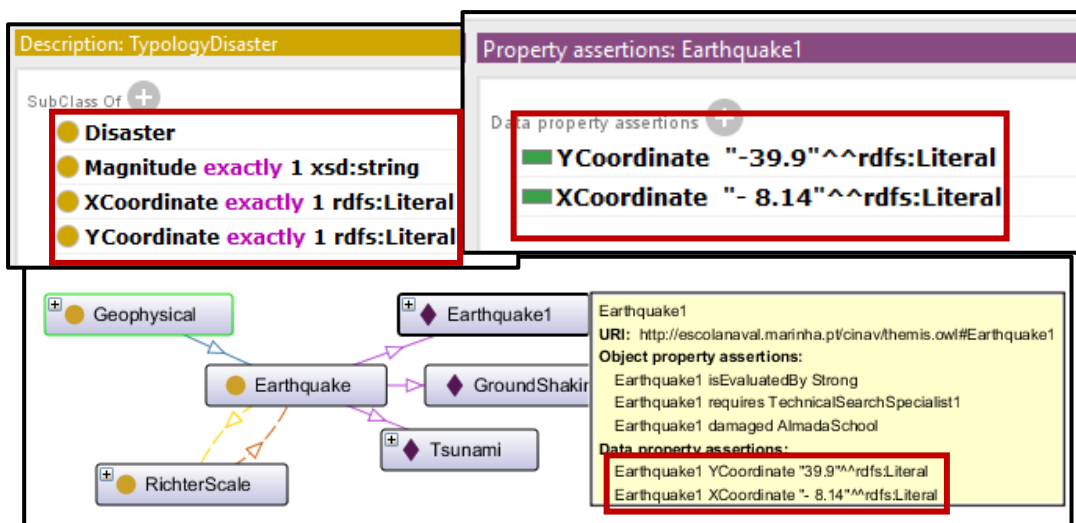 Description: TypologyDisaster
SubClass Of
Disaster
Magnitude exactly 1 xsd:string
XCoordinate exactly 1 rdfs:Literal
YCoordinate exactly 1 rdfs:Literal
Property assertions: Earthquake1
Data property assertions
YCoordinate "-39.9"^^rdfs:Literal
XCoordinate "- 8.14"^^rdfs:Literal
Geophysical
Earthquake
RichterScale
Earthquake1
GroundShakin
Tsunami
Earthquake1
URI: http://escolanaval.marinha.pt/cinav/themis.owl#Earthquake1
Object property assertions:
Earthquake1 isEvaluatedBy Strong
Earthquake1 requires TechnicalSearchSpecialist1
Earthquake1 damaged AlmadaSchool
Data property assertions:
Earthquake1 YCoordinate "39.9"^^rdfs:Literal
Earthquake1 XCoordinate "- 8.14"^^rdfs:Literal